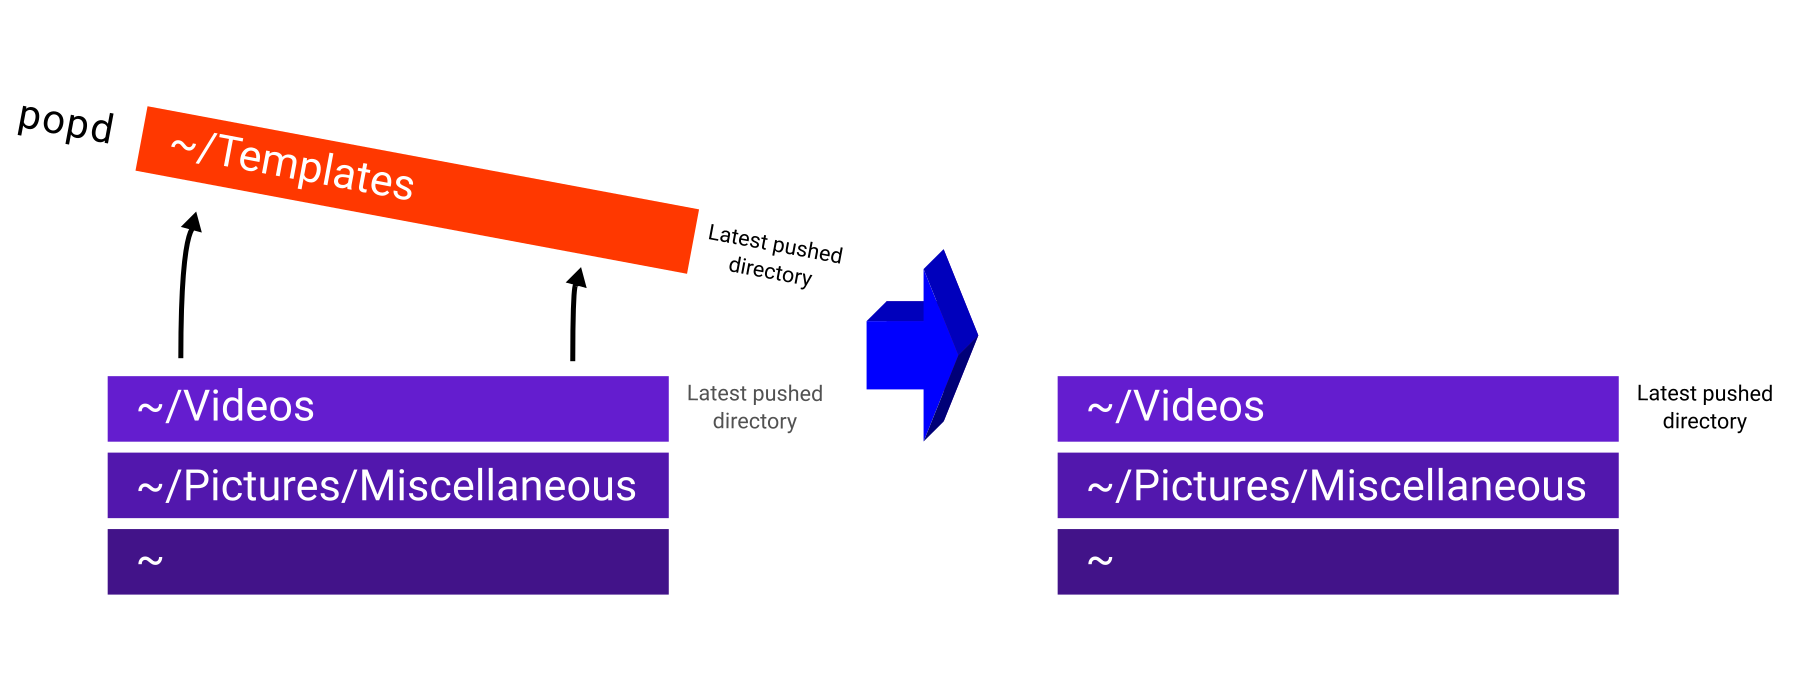 popd
~/Templates
Latest pushed
directory
~/Videos
Latest pushed
directory
~/Pictures/Miscellaneous
~
~/Videos
Latest pushed
directory
~/Pictures/Miscellaneous
~